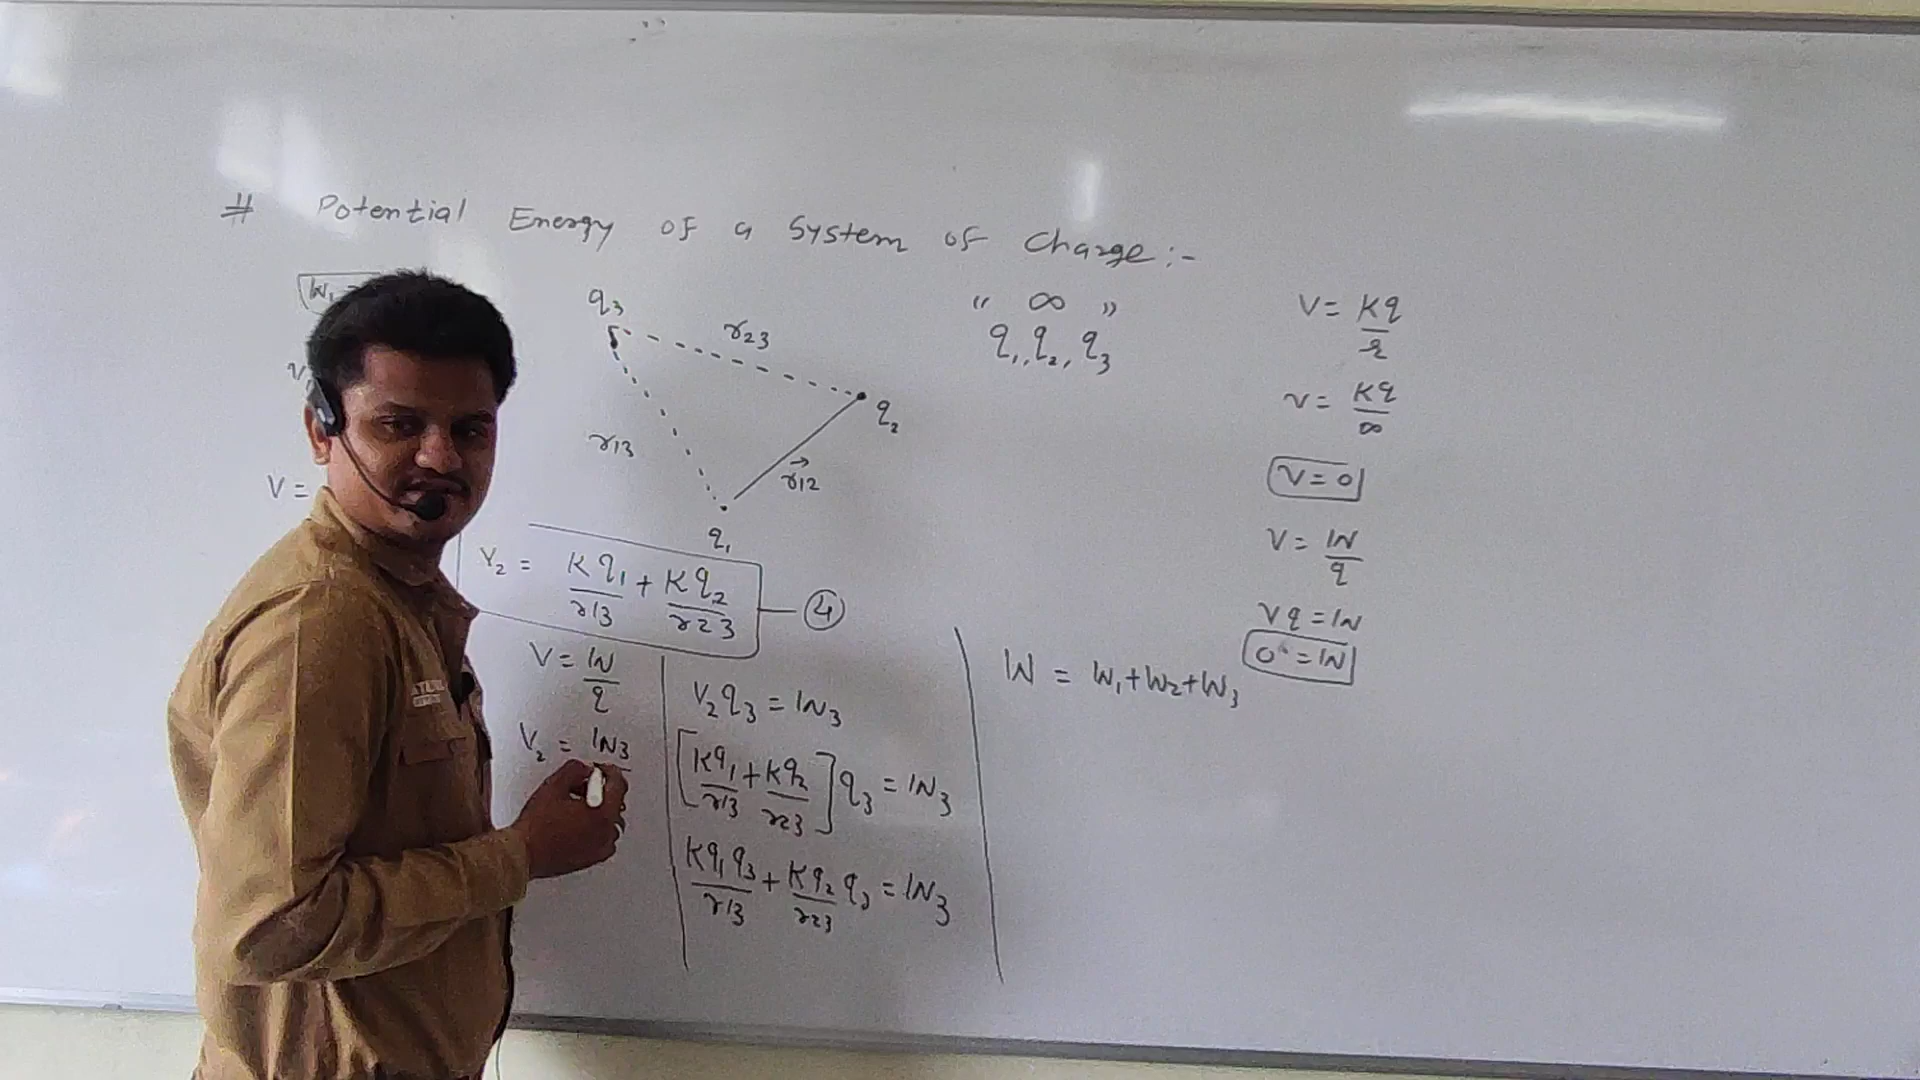 # Potential Energy of a System of Charge :-
W₁
q₃
r₂₃
r₁₃
q₂
r₁₂ (→)
q₁
V =
V₂ = Kq₁/r13 + Kq₂/r23 — ④
V = W/q
V₂ = W₃
V₂q₃ = W₃
[Kq₁/r13 + Kq₂/r23] q₃ = W₃
Kq₁q₃/r13 + Kq₂/r23 q₃ = W₃
" ∞ "
q₁, q₂, q₃
W = W₁+W₂+W₃
V = Kq/r
V = Kq/∞
V = 0
V = W/q
Vq = W
0 = W